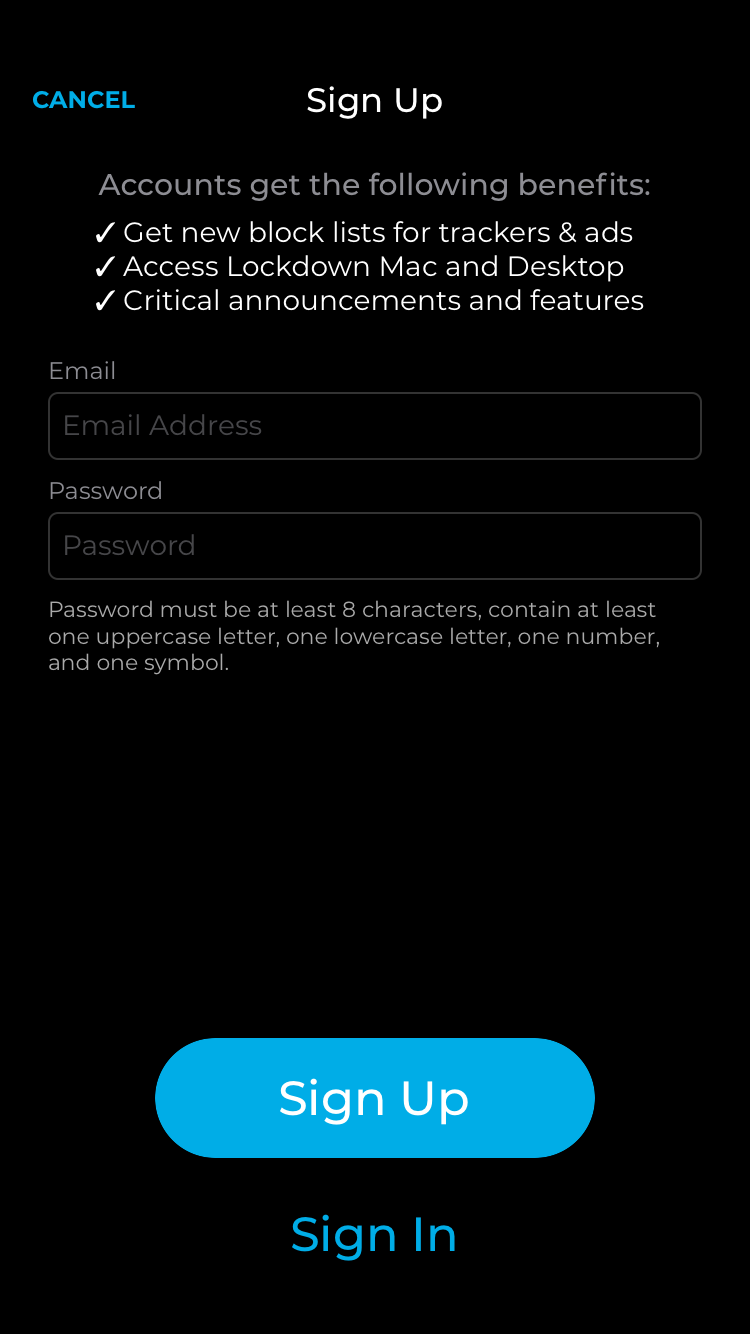 CANCEL
Sign Up
Accounts get the following benefits:
✓ Get new block lists for trackers & ads
✓ Access Lockdown Mac and Desktop
✓ Critical announcements and features
Email
Email Address
Password
Password
Password must be at least 8 characters, contain at least
one uppercase letter, one lowercase letter, one number,
and one symbol.
Sign Up
Sign In